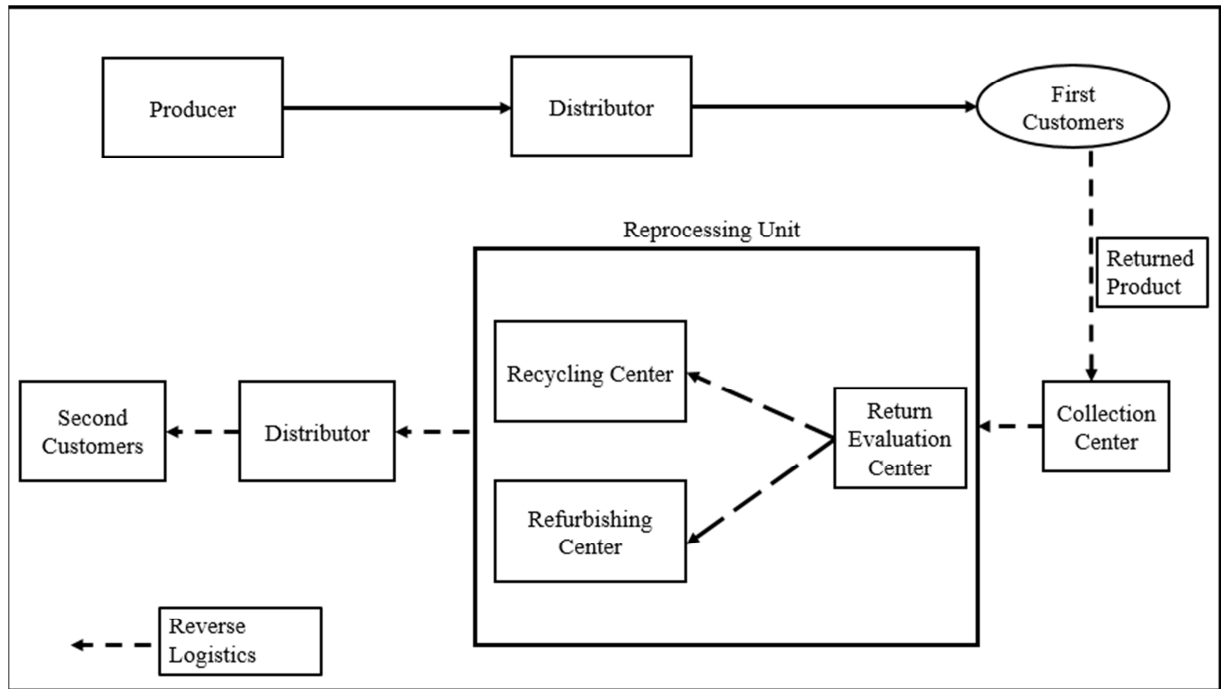 Producer
Distributor
First
Customers
Reprocessing Unit
Returned
Product
Recycling Center
Return
Evaluation
Center
Collection
Center
Second
Customers
Distributor
Refurbishing
Center
Reverse
Logistics